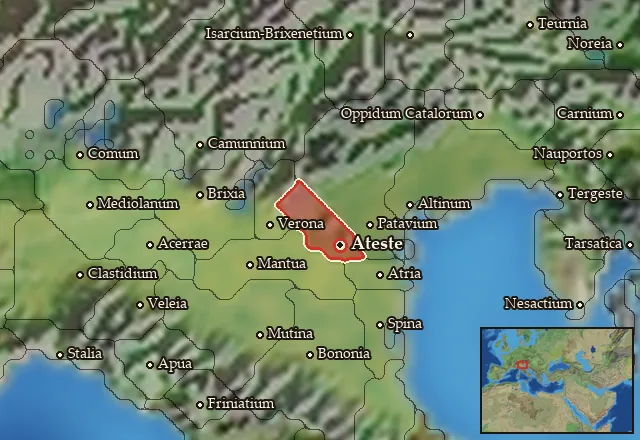 Teurnia
Isarcium-Brixenetium
Noreia
Oppidum Catalorum
Carnium
Camunnium
Comum
Nauportos
Brixia
Tergeste
Mediolanum
Altinum
Verona
Patavium
Acerrae
Ateste
Tarsatica
Mantua
Clastidium
Atria
Veleia
Nesactium
Spina
Mutina
Stalia
Bononia
Apua
Friniatium